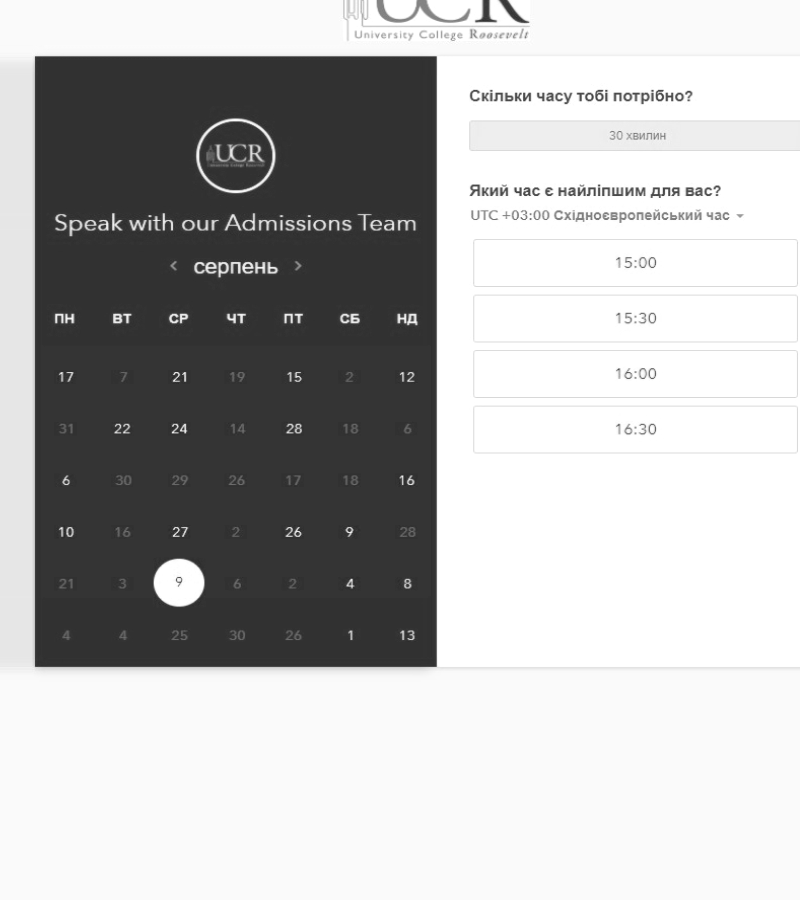 UCR
University College Roosevelt
UCR
Speak with our Admissions Team
< серпень >
ПН ВТ СР ЧТ ПТ СБ НД
17 7 21 19 15 2 12
31 22 24 14 28 18 6
6 30 29 26 17 18 16
10 16 27 2 26 9 28
21 3 9 6 2 4 8
4 4 25 30 26 1 13
Скільки часу тобі потрібно?
30 хвилин
Який час є найліпшим для вас?
UTC +03:00 Східноєвропейський час
15:00
15:30
16:00
16:30